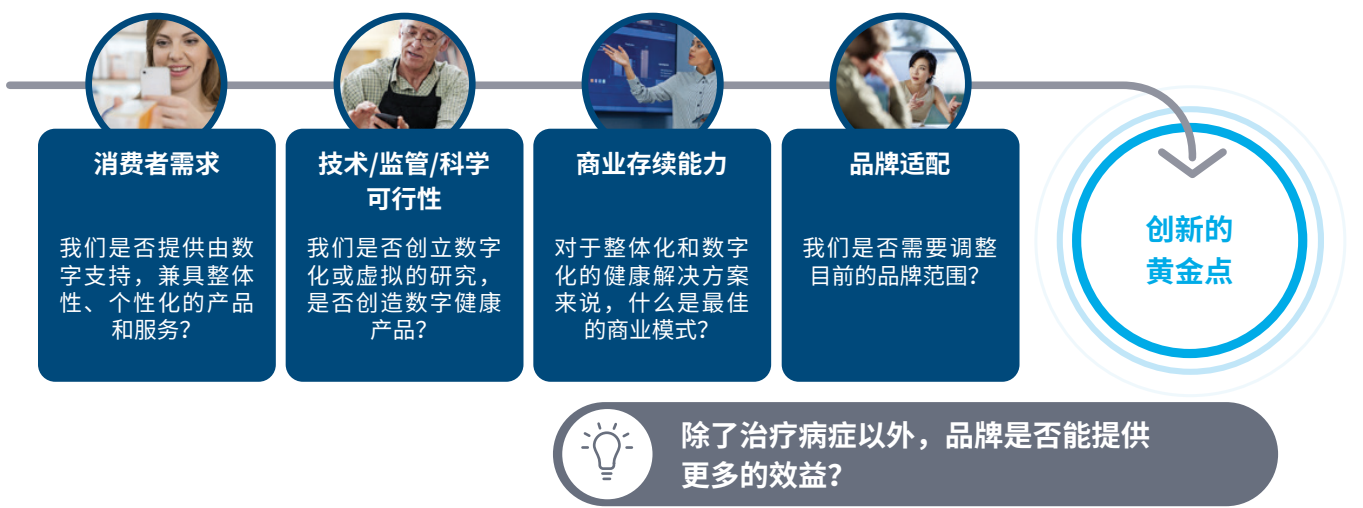 消费者需求
我们是否提供由数
字支持，兼具整体
性、个性化的产品
和服务？
技术/监管/科学
可行性
我们是否创立数字
化或虚拟的研究，
是否创造数字健康
产品？
商业存续能力
对于整体化和数字
化的健康解决方案
来说，什么是最佳
的商业模式？
品牌适配
我们是否需要调整
目前的品牌范围？
创新的
黄金点
除了治疗病症以外，品牌是否能提供
更多的效益？